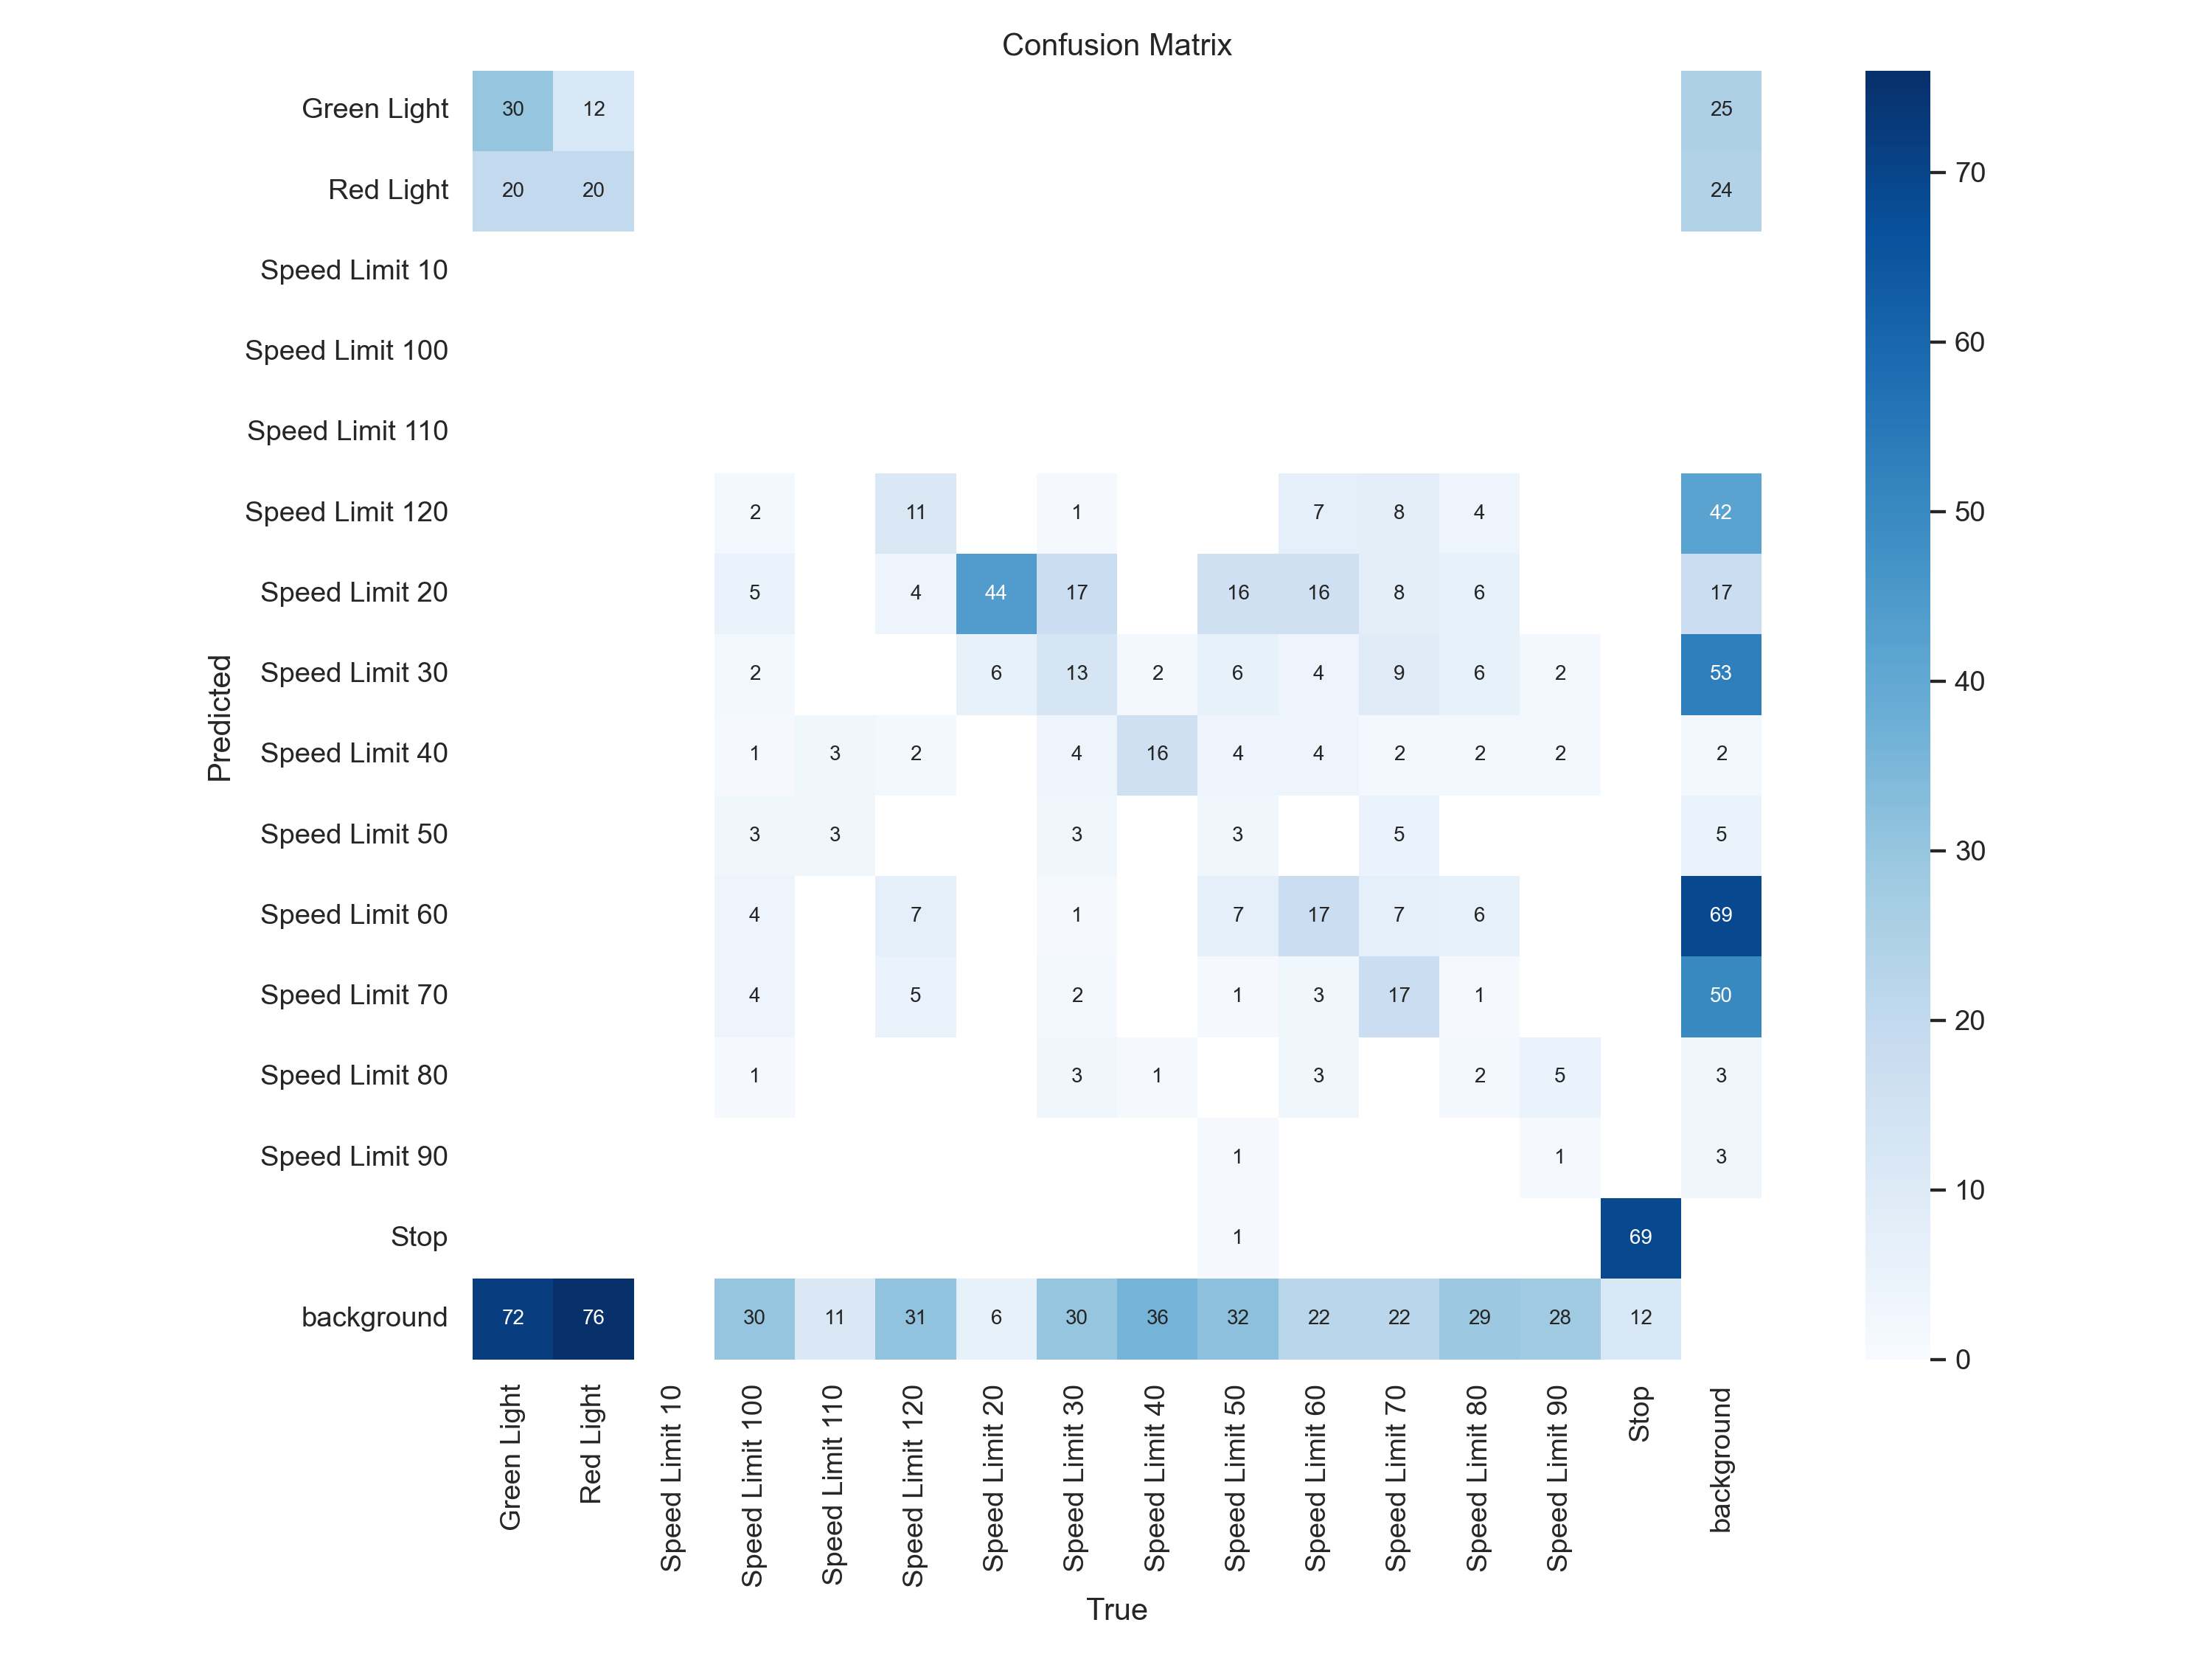 Confusion Matrix
Green Light 30 12 25
Red Light 20 20 24
Speed Limit 10
Speed Limit 100
Speed Limit 110
Speed Limit 120 2 11 1 7 8 4 42
Speed Limit 20 5 4 44 17 16 16 8 6 17
Speed Limit 30 2 6 13 2 6 4 9 6 2 53
Speed Limit 40 1 3 2 4 16 4 4 2 2 2 2
Speed Limit 50 3 3 3 3 5 5
Speed Limit 60 4 7 1 7 17 7 6 69
Speed Limit 70 4 5 2 1 3 17 1 50
Speed Limit 80 1 3 1 3 2 5 3
Speed Limit 90 1 1 3
Stop 1 69
background 72 76 30 11 31 6 30 36 32 22 22 29 28 12
Predicted
Green Light
Red Light
Speed Limit 10
Speed Limit 100
Speed Limit 110
Speed Limit 120
Speed Limit 20
Speed Limit 30
Speed Limit 40
Speed Limit 50
Speed Limit 60
Speed Limit 70
Speed Limit 80
Speed Limit 90
Stop
background
True
70
60
50
40
30
20
10
0